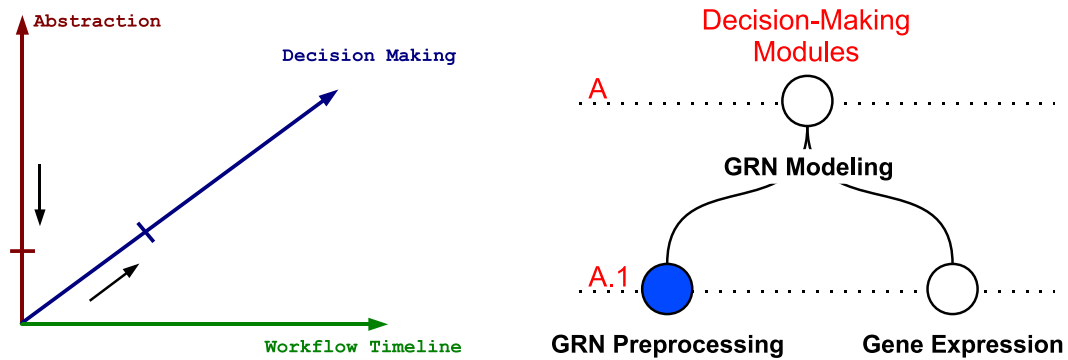 Abstraction
Decision Making
Workflow Timeline
Decision-Making
Modules
A
GRN Modeling
A.1
GRN Preprocessing
Gene Expression